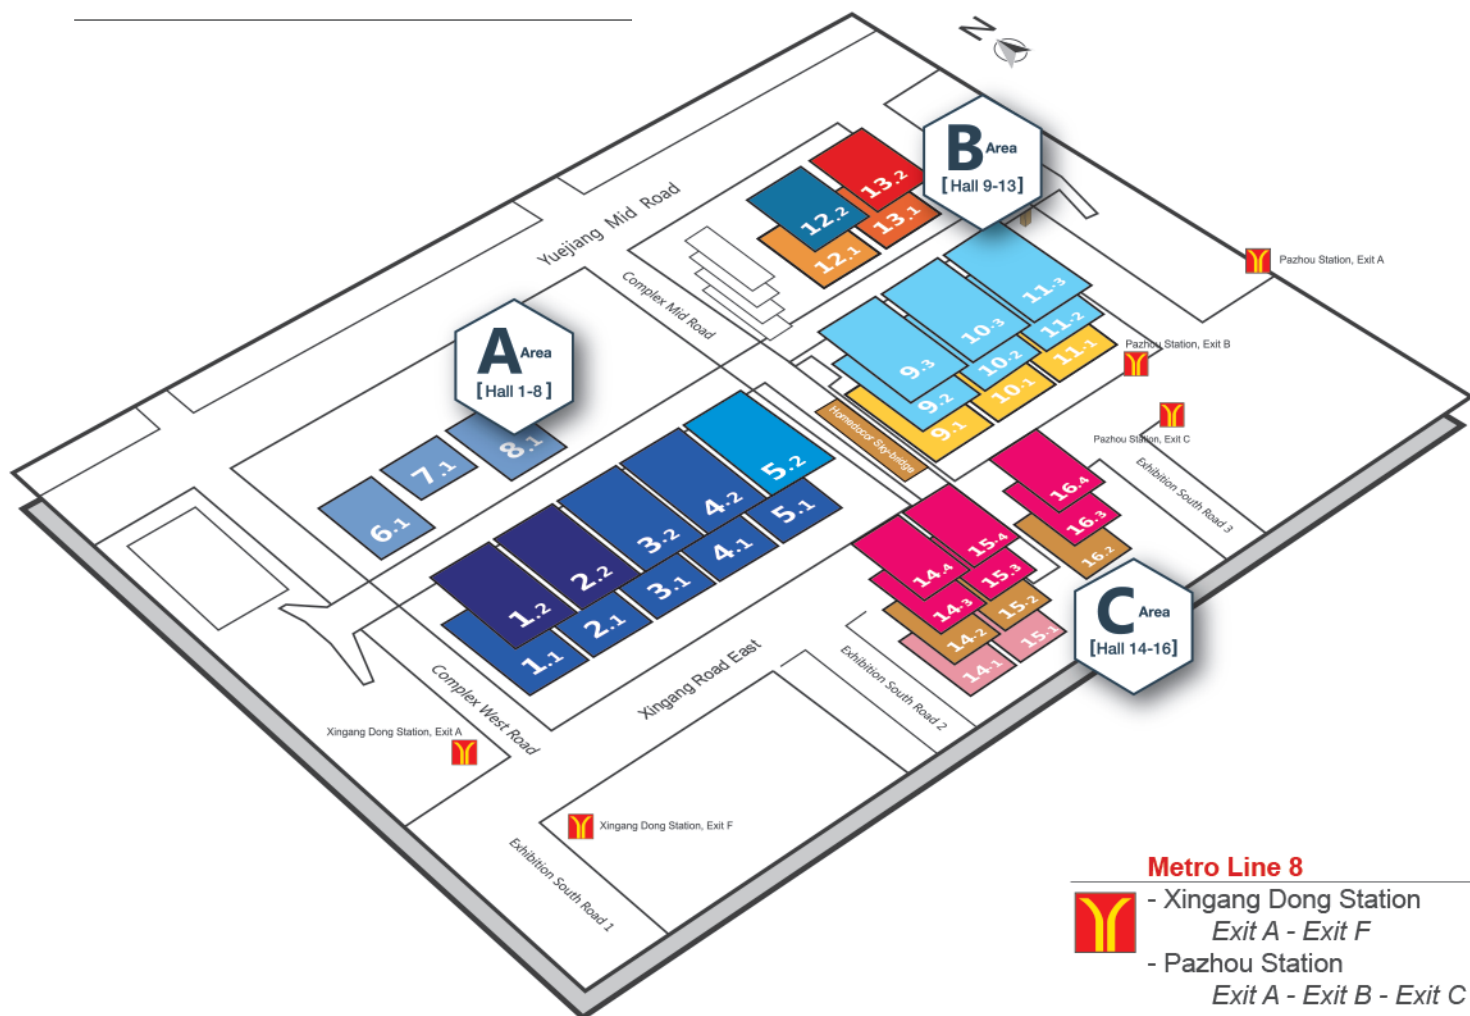 N
B Area
[Hall 9-13]
13.2
13.1
12.2
12.1
Yuejiang Mid Road
Complex Mid Road
Pazhou Station, Exit A
11.3
11.2
11.1
10.3
10.2
10.1
9.3
9.2
9.1
Pazhou Station, Exit B
A Area
[Hall 1-8]
8.1
7.1
6.1
Homedacor Sky-bridge
Pazhou Station, Exit C
Exhibition South Road 3
5.2
5.1
4.2
4.1
3.2
3.1
2.2
2.1
1.2
1.1
16.4
16.3
16.2
15.4
15.3
15.2
15.1
14.4
14.3
14.2
14.1
C Area
[Hall 14-16]
Xingang Road East
Exhibition South Road 2
Complex West Road
Xingang Dong Station, Exit A
Xingang Dong Station, Exit F
Exhibition South Road 1
Metro Line 8
- Xingang Dong Station
Exit A - Exit F
- Pazhou Station
Exit A - Exit B - Exit C